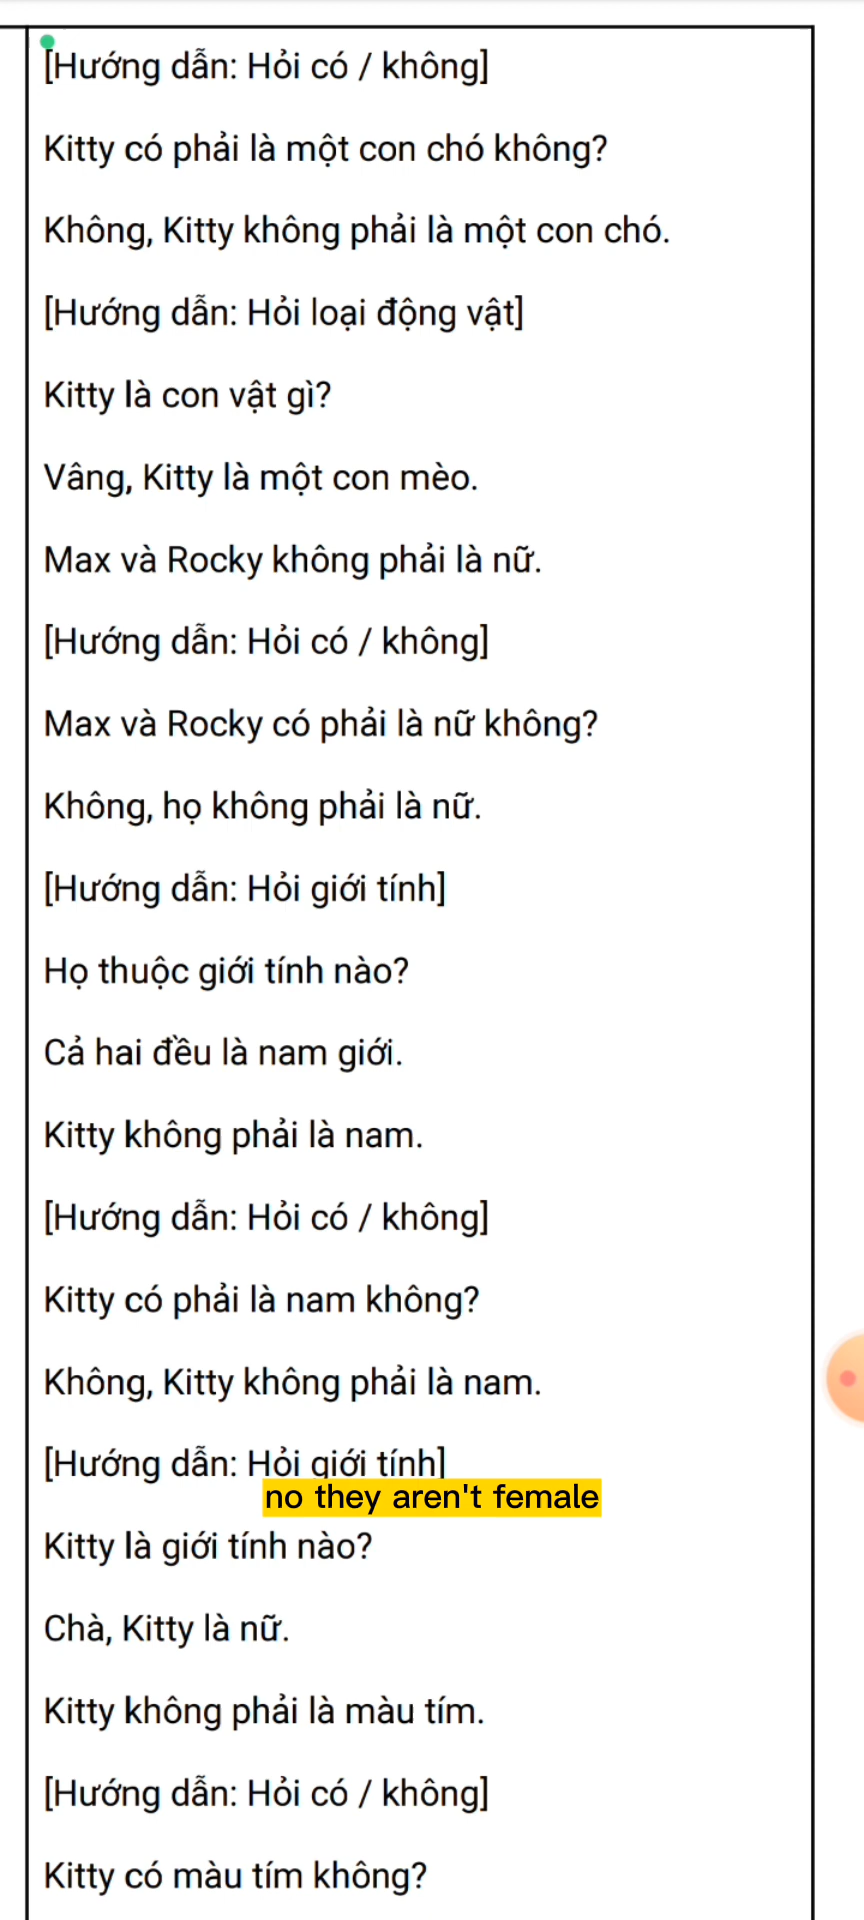 [Hướng dẫn: Hỏi có / không]
Kitty có phải là một con chó không?
Không, Kitty không phải là một con chó.
[Hướng dẫn: Hỏi loại động vật]
Kitty là con vật gì?
Vâng, Kitty là một con mèo.
Max và Rocky không phải là nữ.
[Hướng dẫn: Hỏi có / không]
Max và Rocky có phải là nữ không?
Không, họ không phải là nữ.
[Hướng dẫn: Hỏi giới tính]
Họ thuộc giới tính nào?
Cả hai đều là nam giới.
Kitty không phải là nam.
[Hướng dẫn: Hỏi có / không]
Kitty có phải là nam không?
Không, Kitty không phải là nam.
[Hướng dẫn: Hỏi giới tính]
no they aren't female
Kitty là giới tính nào?
Chà, Kitty là nữ.
Kitty không phải là màu tím.
[Hướng dẫn: Hỏi có / không]
Kitty có màu tím không?